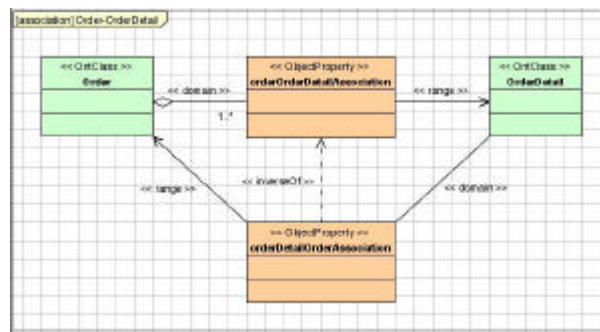 [association] Order-OrderDetail
<< OntClass >>
Order
<< ObjectProperty >>
orderOrderDetailAssociation
<< OntClass >>
OrderDetail
<< domain >>
<< range >>
1..*
<< range >>
<< inverseOf >>
<< domain >>
<< ObjectProperty >>
orderDetailOrderAssociation